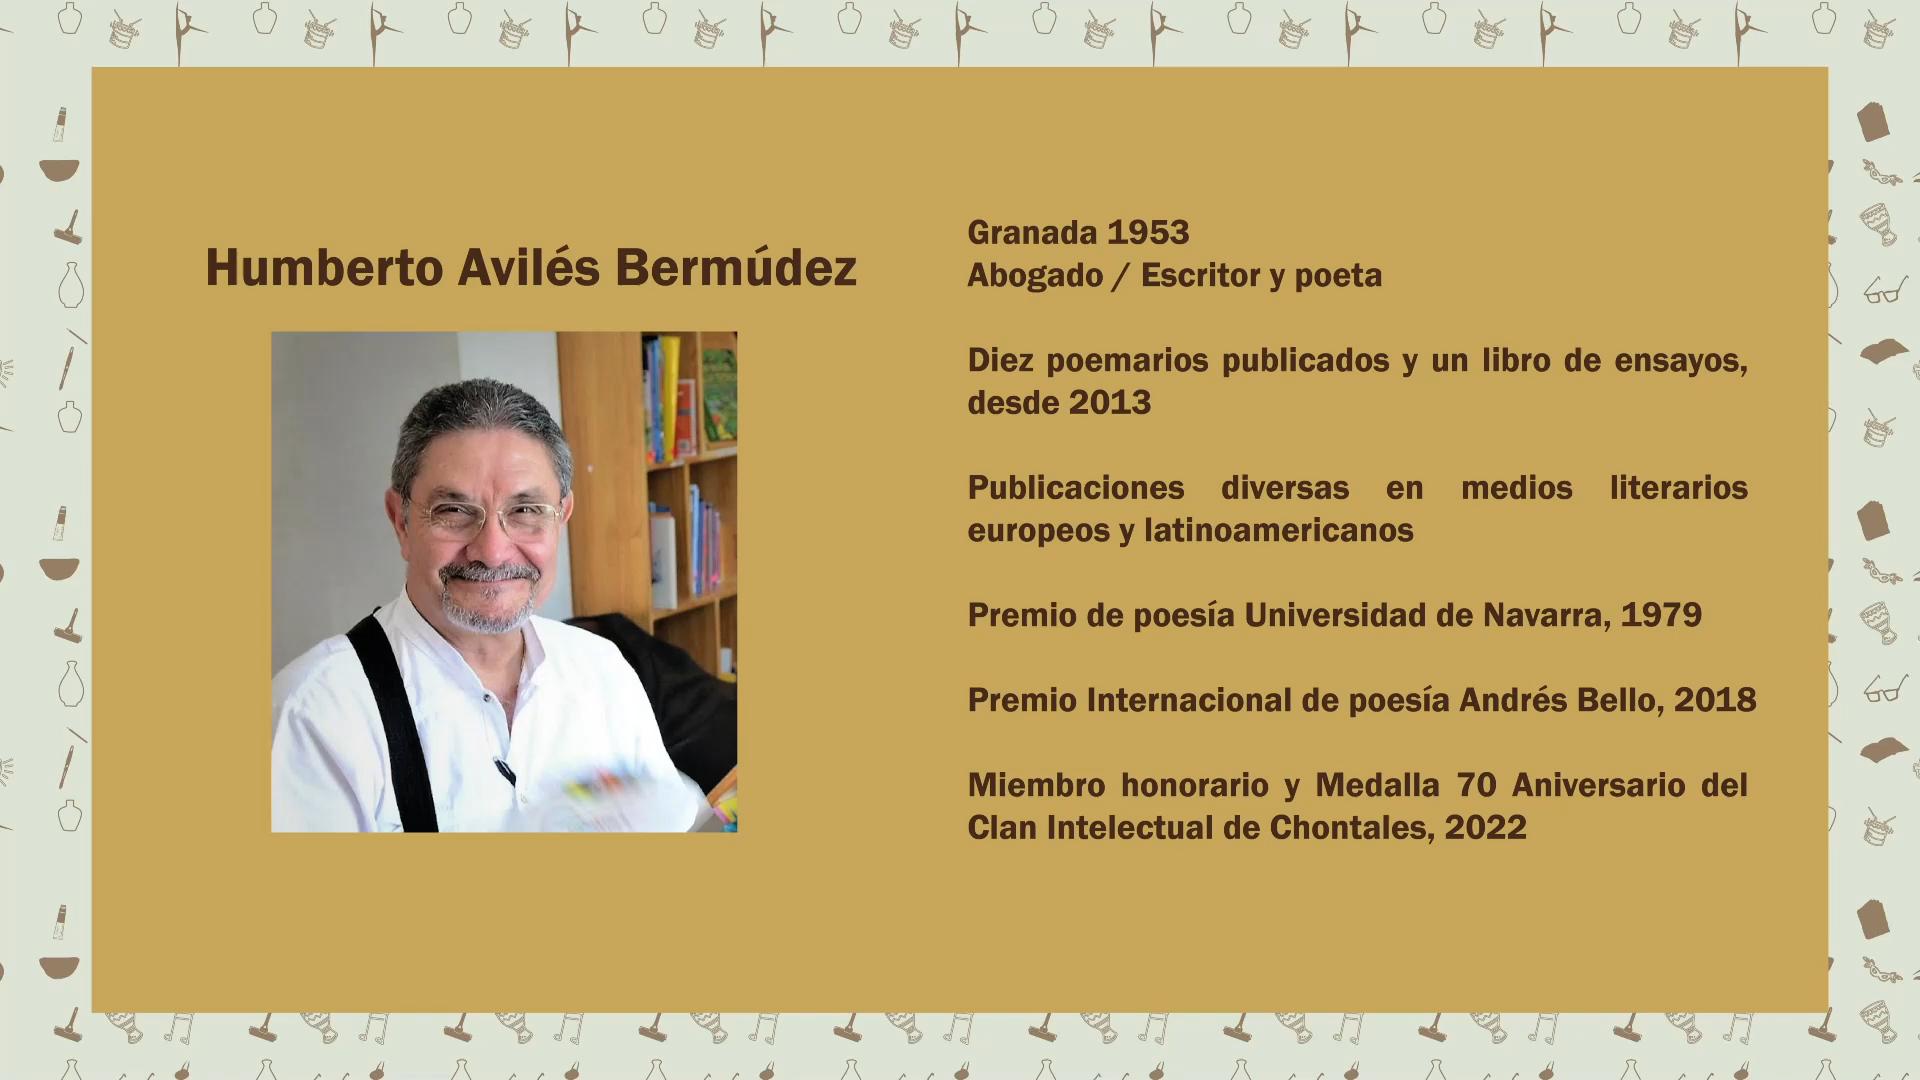 Humberto Avilés Bermúdez
Granada 1953
Abogado / Escritor y poeta
Diez poemarios publicados y un libro de ensayos,
desde 2013
Publicaciones diversas en medios literarios
europeos y latinoamericanos
Premio de poesía Universidad de Navarra, 1979
Premio Internacional de poesía Andrés Bello, 2018
Miembro honorario y Medalla 70 Aniversario del
Clan Intelectual de Chontales, 2022